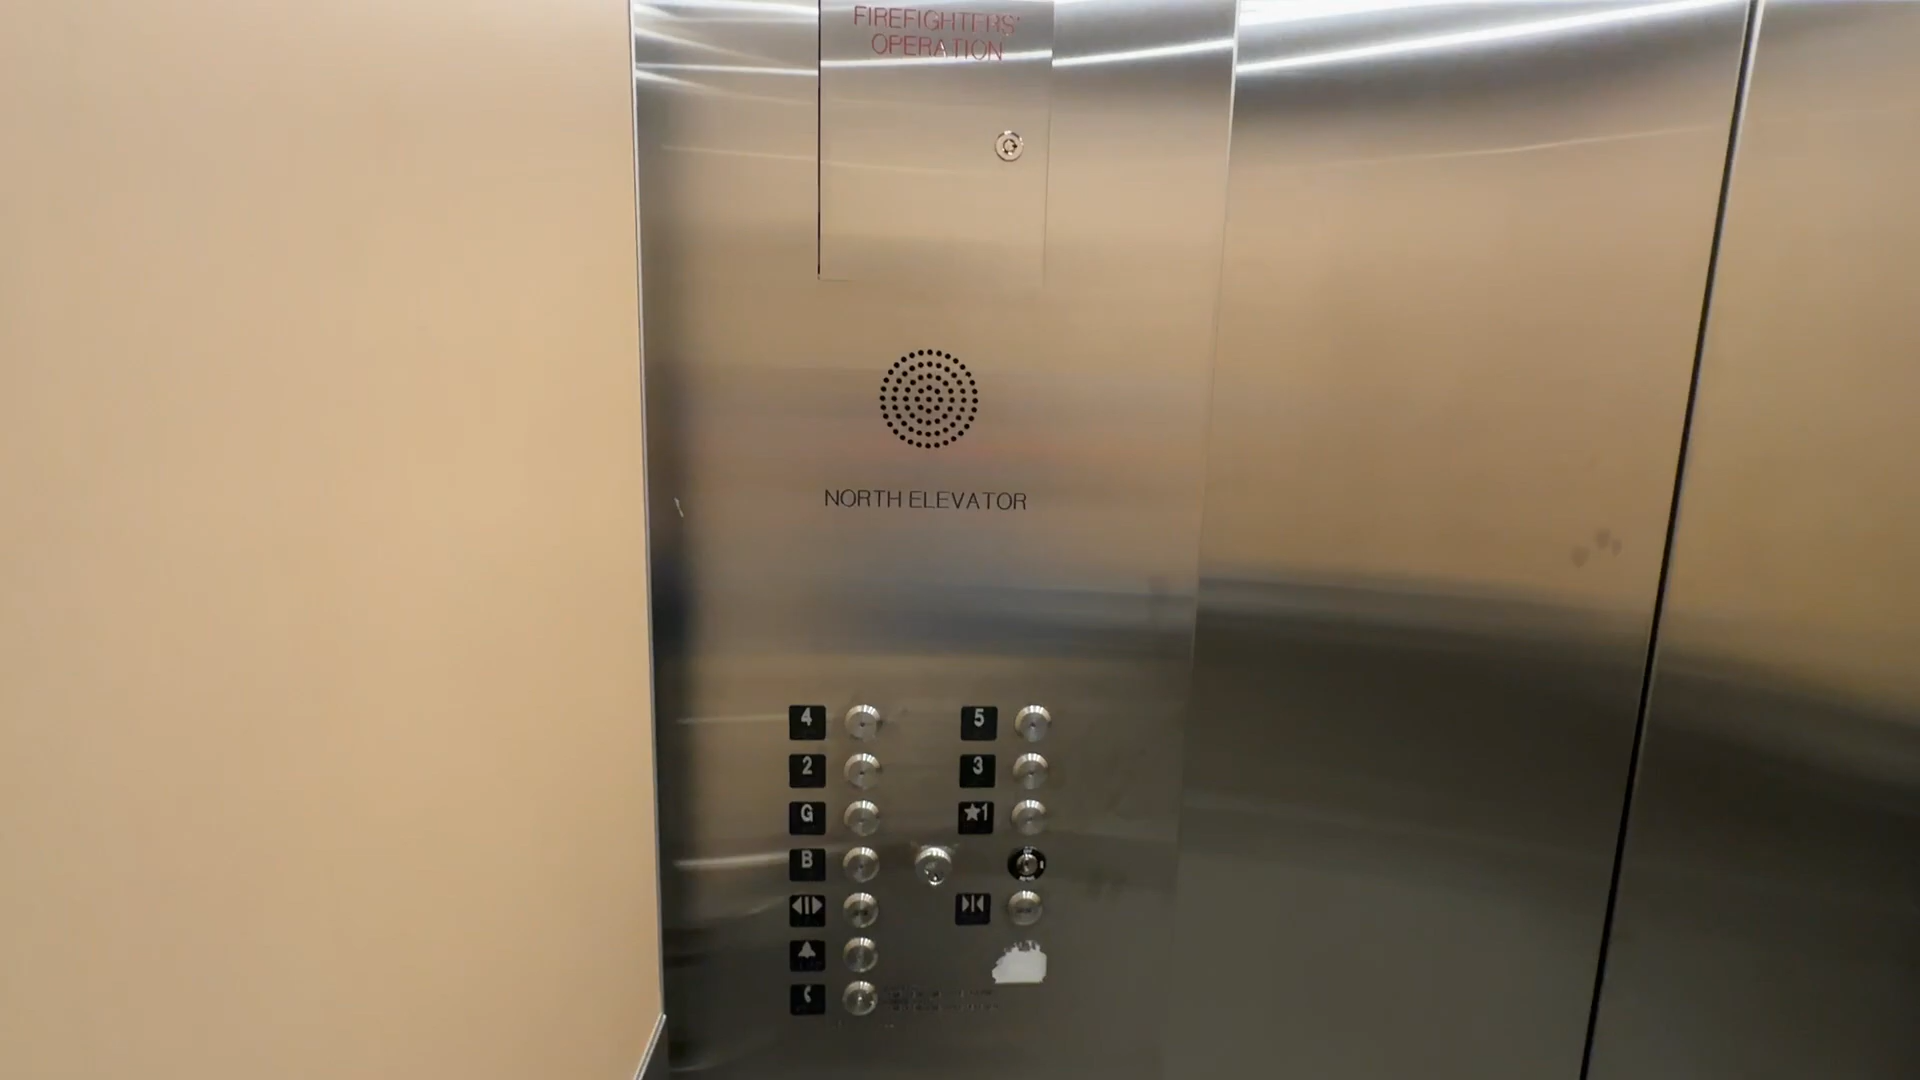 FIREFIGHTERS'
OPERATION
NORTH ELEVATOR
4 5
2 3
G ★1
B